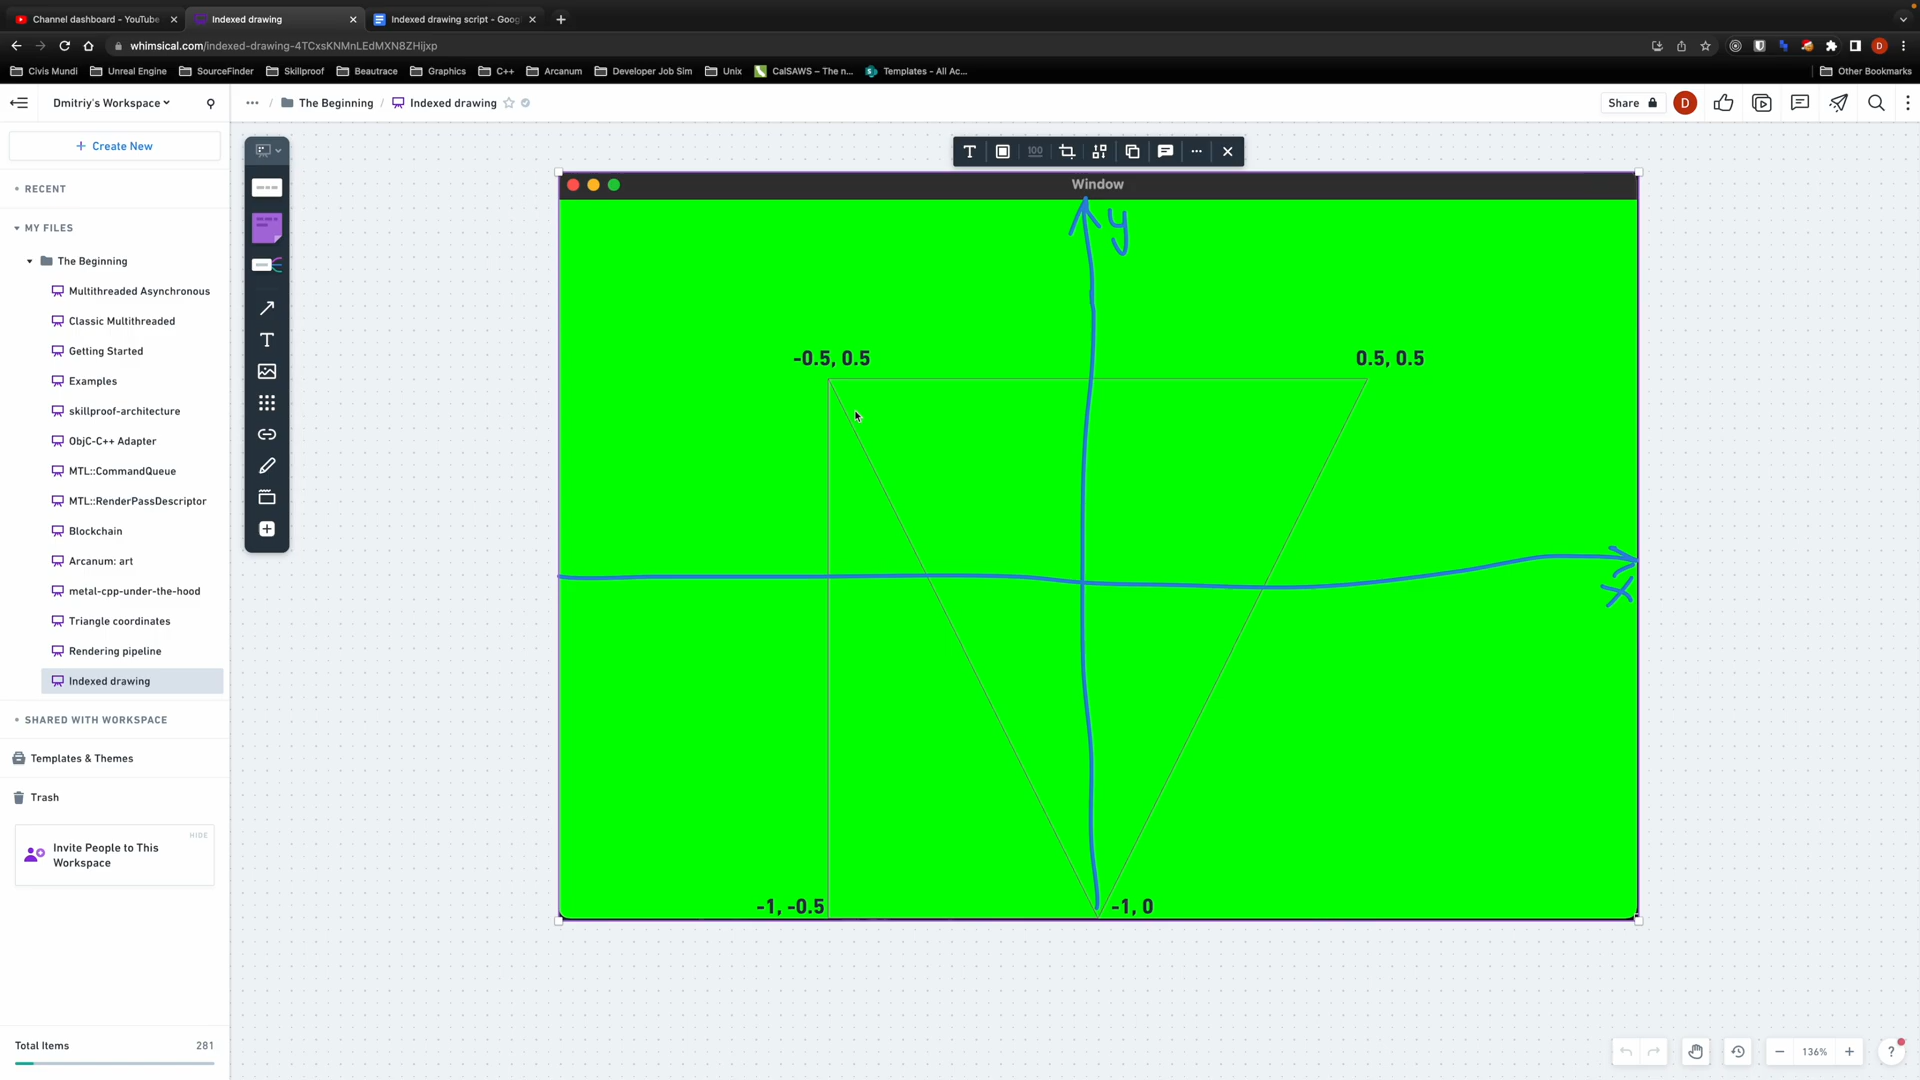 Channel dashboard - YouTube
Indexed drawing
Indexed drawing script - Goog
whimsical.com/indexed-drawing-4TCxsKNMnLEdMXN8ZHijxp
Civis Mundi
Unreal Engine
SourceFinder
Skillproof
Beautrace
Graphics
C++
Arcanum
Developer Job Sim
Unix
CalSAWS – The n...
Templates - All Ac...
Other Bookmarks
Dmitriy's Workspace
The Beginning / Indexed drawing
Share
D
+ Create New
RECENT
MY FILES
The Beginning
Multithreaded Asynchronous
Classic Multithreaded
Getting Started
Examples
skillproof-architecture
ObjC-C++ Adapter
MTL::CommandQueue
MTL::RenderPassDescriptor
Blockchain
Arcanum: art
metal-cpp-under-the-hood
Triangle coordinates
Rendering pipeline
Indexed drawing
SHARED WITH WORKSPACE
Templates & Themes
Trash
HIDE
Invite People to This
Workspace
Total Items 281
T
100
Window
y
-0.5, 0.5
0.5, 0.5
x
-1, -0.5
-1, 0
136%